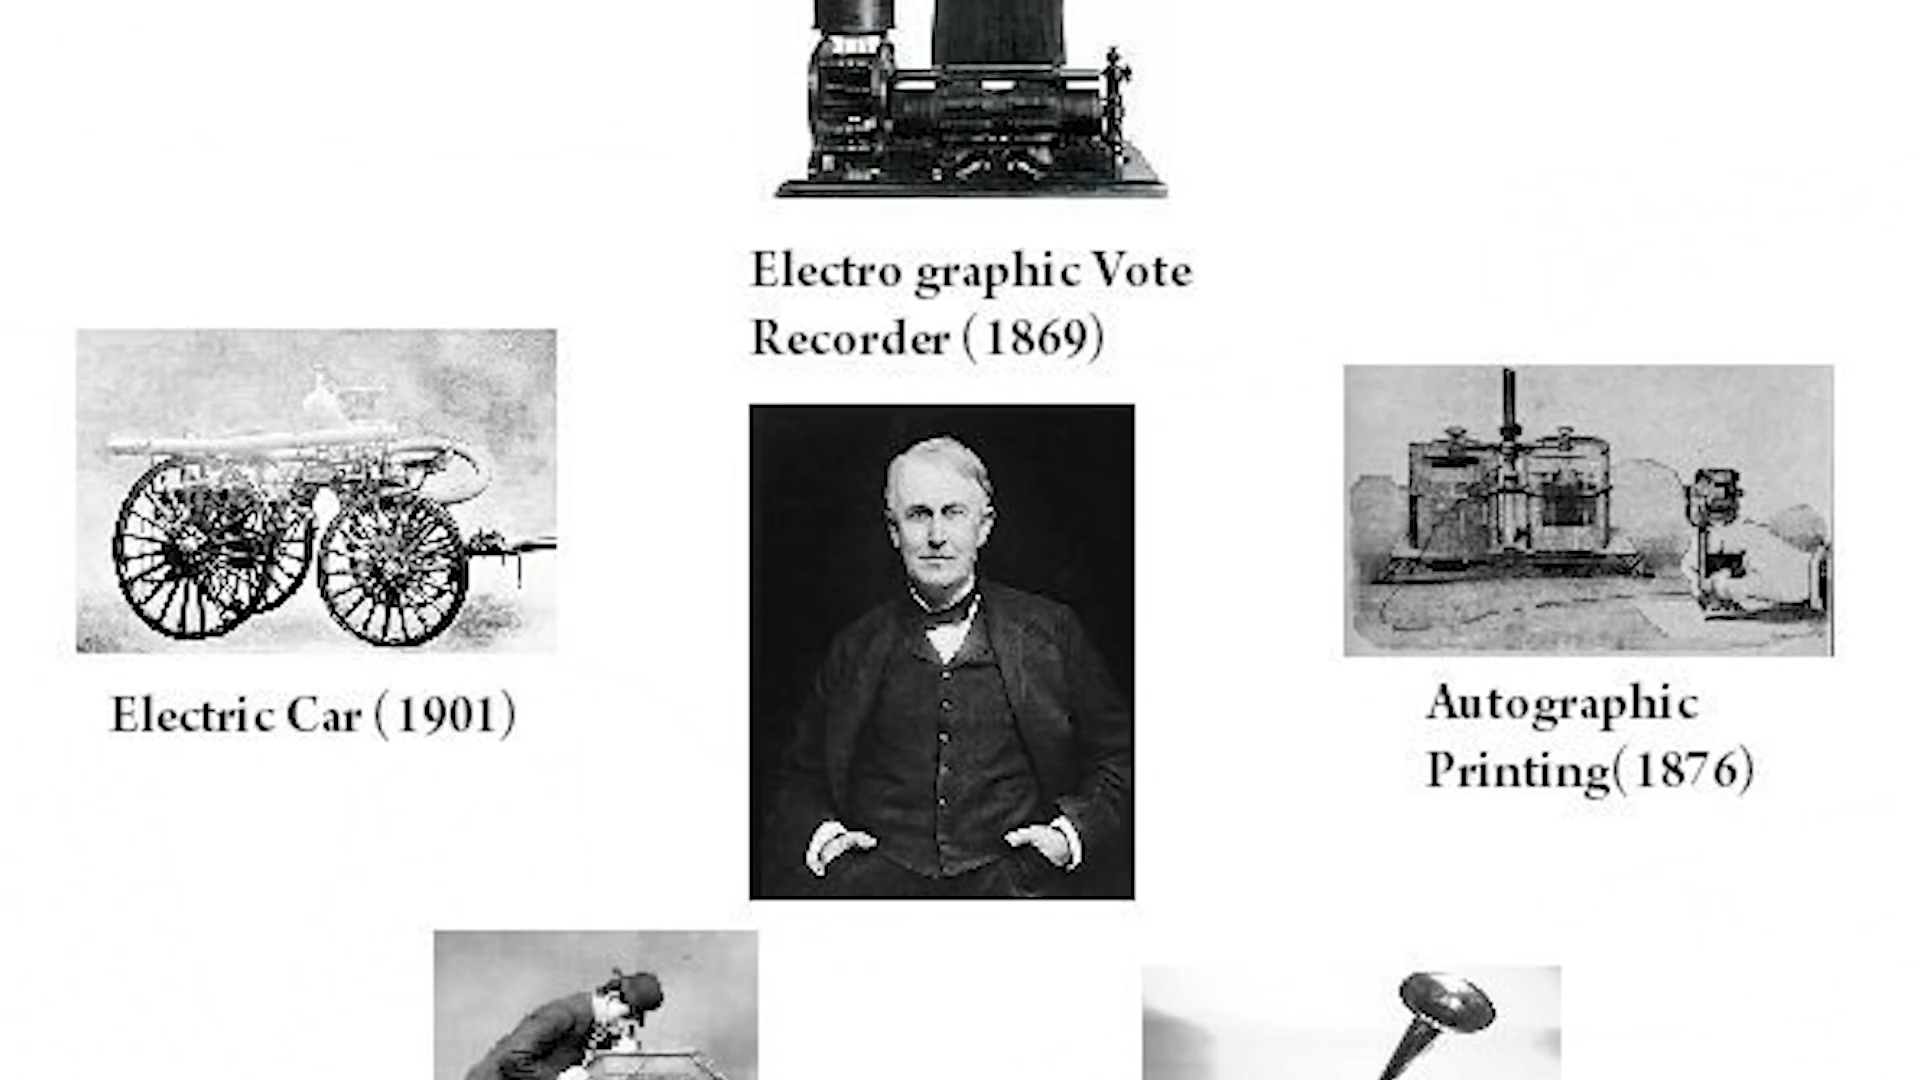 Electro graphic Vote
Recorder (1869)
Electric Car (1901)
Autographic
Printing(1876)